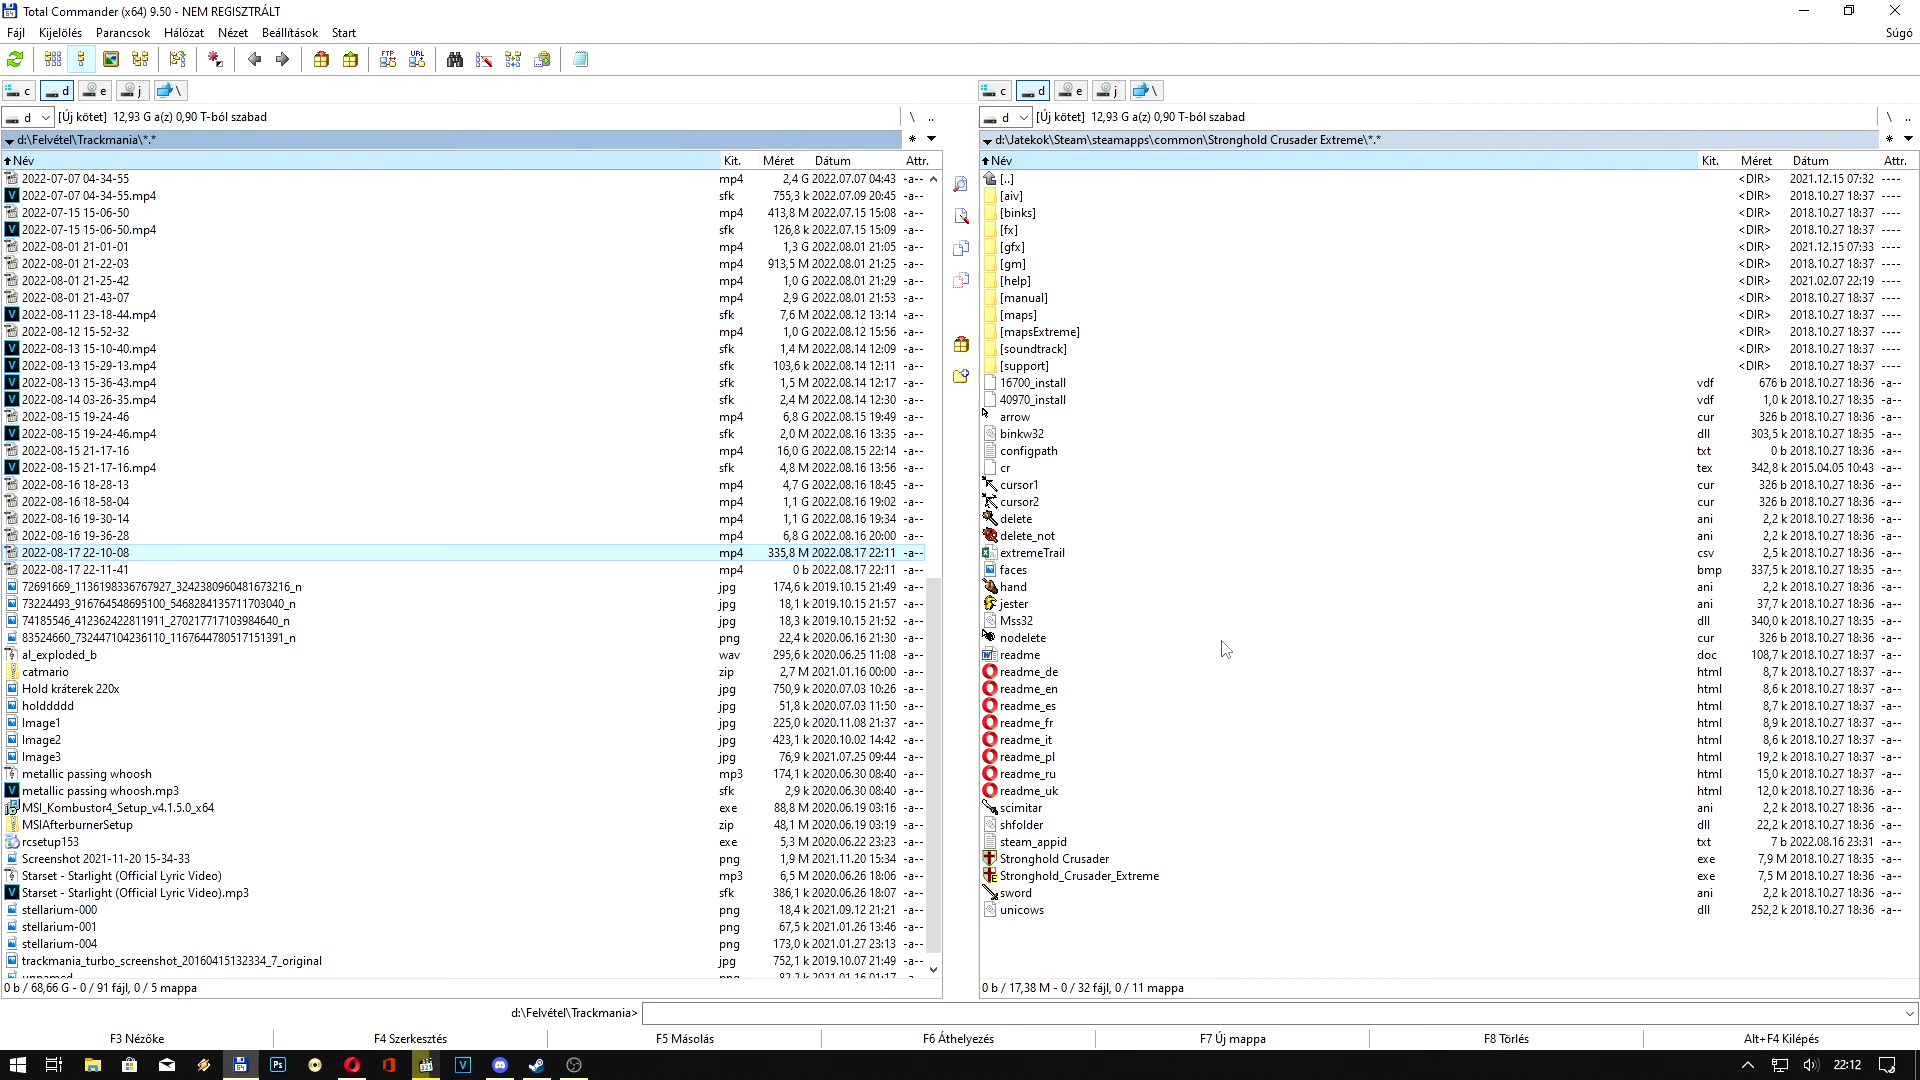 Total Commander (x64) 9.50 - NEM REGISZTRÁLT
Fájl Kijelölés Parancsok Hálózat Nézet Beállítások Start Súgó
FTP URL
c d e j \ c d e j \
d [Új kötet] 12,93 G a(z) 0,90 T-ból szabad \ .. d [Új kötet] 12,93 G a(z) 0,90 T-ból szabad \ ..
d:\Felvétel\Trackmania\*.* * d:\Jatekok\Steam\steamapps\common\Stronghold Crusader Extreme\*.* *
Név Kit. Méret Dátum Attr.
2022-07-07 04-34-55 mp4 2,4 G 2022.07.07 04:43 -a--
2022-07-07 04-34-55.mp4 sfk 755,3 k 2022.07.09 20:45 -a--
2022-07-15 15-06-50 mp4 413,8 M 2022.07.15 15:08 -a--
2022-07-15 15-06-50.mp4 sfk 126,8 k 2022.07.15 15:09 -a--
2022-08-01 21-01-01 mp4 1,3 G 2022.08.01 21:05 -a--
2022-08-01 21-22-03 mp4 913,5 M 2022.08.01 21:25 -a--
2022-08-01 21-25-42 mp4 1,0 G 2022.08.01 21:29 -a--
2022-08-01 21-43-07 mp4 2,9 G 2022.08.01 21:53 -a--
2022-08-11 23-18-44.mp4 sfk 7,6 M 2022.08.12 13:14 -a--
2022-08-12 15-52-32 mp4 1,0 G 2022.08.12 15:56 -a--
2022-08-13 15-10-40.mp4 sfk 1,4 M 2022.08.14 12:09 -a--
2022-08-13 15-29-13.mp4 sfk 103,6 k 2022.08.14 12:11 -a--
2022-08-13 15-36-43.mp4 sfk 1,5 M 2022.08.14 12:17 -a--
2022-08-14 03-26-35.mp4 sfk 2,4 M 2022.08.14 12:30 -a--
2022-08-15 19-24-46 mp4 6,8 G 2022.08.15 19:49 -a--
2022-08-15 19-24-46.mp4 sfk 2,0 M 2022.08.16 13:35 -a--
2022-08-15 21-17-16 mp4 16,0 G 2022.08.15 22:14 -a--
2022-08-15 21-17-16.mp4 sfk 4,8 M 2022.08.16 13:56 -a--
2022-08-16 18-28-13 mp4 4,7 G 2022.08.16 18:45 -a--
2022-08-16 18-58-04 mp4 1,1 G 2022.08.16 19:02 -a--
2022-08-16 19-30-14 mp4 1,1 G 2022.08.16 19:34 -a--
2022-08-16 19-36-28 mp4 6,8 G 2022.08.16 20:00 -a--
2022-08-17 22-10-08 mp4 335,8 M 2022.08.17 22:11 -a--
2022-08-17 22-11-41 mp4 0 b 2022.08.17 22:11 -a--
72691669_1136198336767927_3242380960481673216_n jpg 174,6 k 2019.10.15 21:49 -a--
73224493_916764548695100_5468284135711703040_n jpg 18,1 k 2019.10.15 21:57 -a--
74185546_412362422811911_270217717103984640_n jpg 18,3 k 2019.10.15 21:52 -a--
83524660_732447104236110_1167644780517151391_n png 22,4 k 2020.06.16 21:30 -a--
al_exploded_b wav 295,6 k 2020.06.25 11:08 -a--
catmario zip 2,7 M 2021.01.16 00:00 -a--
Hold kráterek 220x jpg 750,9 k 2020.07.03 10:26 -a--
holddddd jpg 51,8 k 2020.07.03 11:50 -a--
Image1 jpg 225,0 k 2020.11.08 21:37 -a--
Image2 jpg 423,1 k 2020.10.02 14:42 -a--
Image3 jpg 76,9 k 2021.07.25 09:44 -a--
metallic passing whoosh mp3 174,1 k 2020.06.30 08:40 -a--
metallic passing whoosh.mp3 sfk 2,9 k 2020.06.30 08:40 -a--
MSI_Kombustor4_Setup_v4.1.5.0_x64 exe 88,8 M 2020.06.19 03:16 -a--
MSIAfterburnerSetup zip 48,1 M 2020.06.19 03:19 -a--
rcsetup153 exe 5,3 M 2020.06.22 23:23 -a--
Screenshot 2021-11-20 15-34-33 png 1,9 M 2021.11.20 15:34 -a--
Starset - Starlight (Official Lyric Video) mp3 6,5 M 2020.06.26 18:06 -a--
Starset - Starlight (Official Lyric Video).mp3 sfk 386,1 k 2020.06.26 18:07 -a--
stellarium-000 png 18,4 k 2021.09.12 21:21 -a--
stellarium-001 png 67,5 k 2021.01.26 13:46 -a--
stellarium-004 png 173,0 k 2021.01.27 23:13 -a--
trackmania_turbo_screenshot_20160415132334_7_original jpg 752,1 k 2019.10.07 21:49 -a--
unnamed png 82,2 k 2021.01.16 01:17 -a--
0 b / 68,66 G - 0 / 91 fájl, 0 / 5 mappa
Név Kit. Méret Dátum Attr.
[..] <DIR> 2021.12.15 07:32 ----
[aiv] <DIR> 2018.10.27 18:37 ----
[binks] <DIR> 2018.10.27 18:37 ----
[fx] <DIR> 2018.10.27 18:37 ----
[gfx] <DIR> 2021.12.15 07:33 ----
[gm] <DIR> 2018.10.27 18:37 ----
[help] <DIR> 2021.02.07 22:19 ----
[manual] <DIR> 2018.10.27 18:37 ----
[maps] <DIR> 2018.10.27 18:37 ----
[mapsExtreme] <DIR> 2018.10.27 18:37 ----
[soundtrack] <DIR> 2018.10.27 18:37 ----
[support] <DIR> 2018.10.27 18:37 ----
16700_install vdf 676 b 2018.10.27 18:36 -a--
40970_install vdf 1,0 k 2018.10.27 18:35 -a--
arrow cur 326 b 2018.10.27 18:36 -a--
binkw32 dll 303,5 k 2018.10.27 18:35 -a--
configpath txt 0 b 2018.10.27 18:36 -a--
cr tex 342,8 k 2015.04.05 10:43 -a--
cursor1 cur 326 b 2018.10.27 18:36 -a--
cursor2 cur 326 b 2018.10.27 18:36 -a--
delete ani 2,2 k 2018.10.27 18:36 -a--
delete_not ani 2,2 k 2018.10.27 18:36 -a--
extremeTrail csv 2,5 k 2018.10.27 18:36 -a--
faces bmp 337,5 k 2018.10.27 18:35 -a--
hand ani 2,2 k 2018.10.27 18:36 -a--
jester ani 37,7 k 2018.10.27 18:36 -a--
Mss32 dll 340,0 k 2018.10.27 18:35 -a--
nodelete cur 326 b 2018.10.27 18:36 -a--
readme doc 108,7 k 2018.10.27 18:36 -a--
readme_de html 8,7 k 2018.10.27 18:37 -a--
readme_en html 8,6 k 2018.10.27 18:37 -a--
readme_es html 8,7 k 2018.10.27 18:37 -a--
readme_fr html 8,9 k 2018.10.27 18:37 -a--
readme_it html 8,6 k 2018.10.27 18:37 -a--
readme_pl html 19,2 k 2018.10.27 18:37 -a--
readme_ru html 15,0 k 2018.10.27 18:37 -a--
readme_uk html 12,0 k 2018.10.27 18:36 -a--
scimitar ani 2,2 k 2018.10.27 18:36 -a--
shfolder dll 22,2 k 2018.10.27 18:36 -a--
steam_appid txt 7 b 2022.08.16 23:31 -a--
Stronghold Crusader exe 7,9 M 2018.10.27 18:35 -a--
Stronghold_Crusader_Extreme exe 7,5 M 2018.10.27 18:36 -a--
sword ani 2,2 k 2018.10.27 18:36 -a--
unicows dll 252,2 k 2018.10.27 18:36 -a--
0 b / 17,38 M - 0 / 32 fájl, 0 / 11 mappa
d:\Felvétel\Trackmania>
F3 Nézőke F4 Szerkesztés F5 Másolás F6 Áthelyezés F7 Új mappa F8 Törlés Alt+F4 Kilépés
22:12